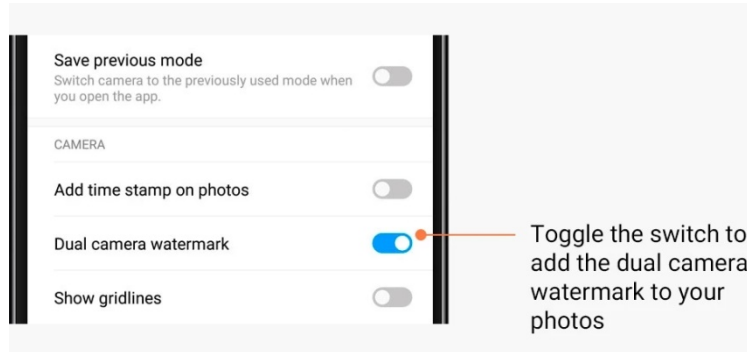 Save previous mode
Switch camera to the previously used mode when
you open the app.
CAMERA
Add time stamp on photos
Dual camera watermark
Show gridlines
Toggle the switch to
add the dual camera
watermark to your
photos